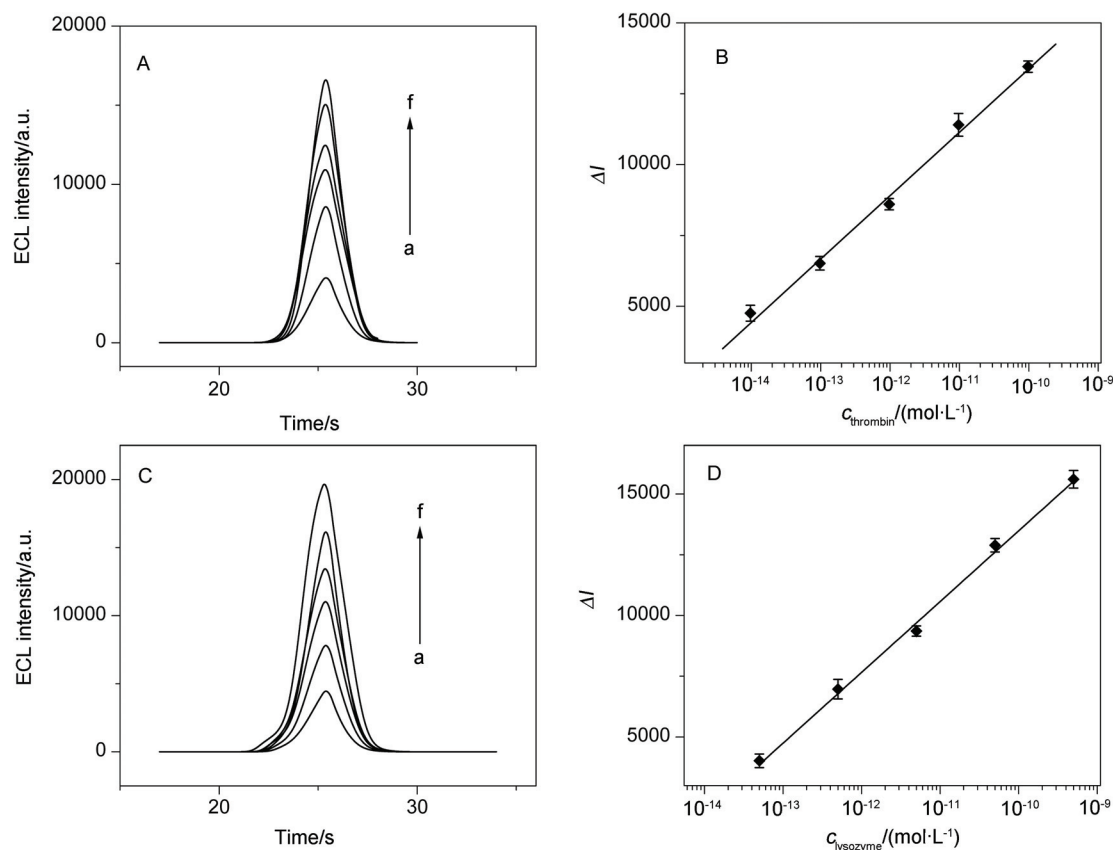 A
20000
10000
0
ECL intensity/a.u.
f
a
20
30
Time/s
B
15000
10000
5000
ΔI
10⁻¹⁴ 10⁻¹³ 10⁻¹² 10⁻¹¹ 10⁻¹⁰ 10⁻⁹
c_thrombin/(mol·L⁻¹)
C
20000
10000
0
ECL intensity/a.u.
f
a
20
30
Time/s
D
15000
10000
5000
ΔI
10⁻¹⁴ 10⁻¹³ 10⁻¹² 10⁻¹¹ 10⁻¹⁰ 10⁻⁹
c_lysozyme/(mol·L⁻¹)